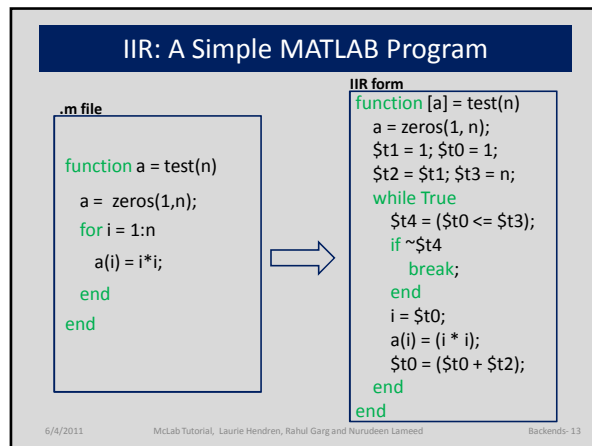 IIR: A Simple MATLAB Program
.m file
function a = test(n)
a = zeros(1,n);
for i = 1:n
a(i) = i*i;
end
end
IIR form
function [a] = test(n)
a = zeros(1, n);
$t1 = 1; $t0 = 1;
$t2 = $t1; $t3 = n;
while True
$t4 = ($t0 <= $t3);
if ~$t4
break;
end
i = $t0;
a(i) = (i * i);
$t0 = ($t0 + $t2);
end
end
6/4/2011 McLab Tutorial, Laurie Hendren, Rahul Garg and Nurudeen Lameed Backends- 13